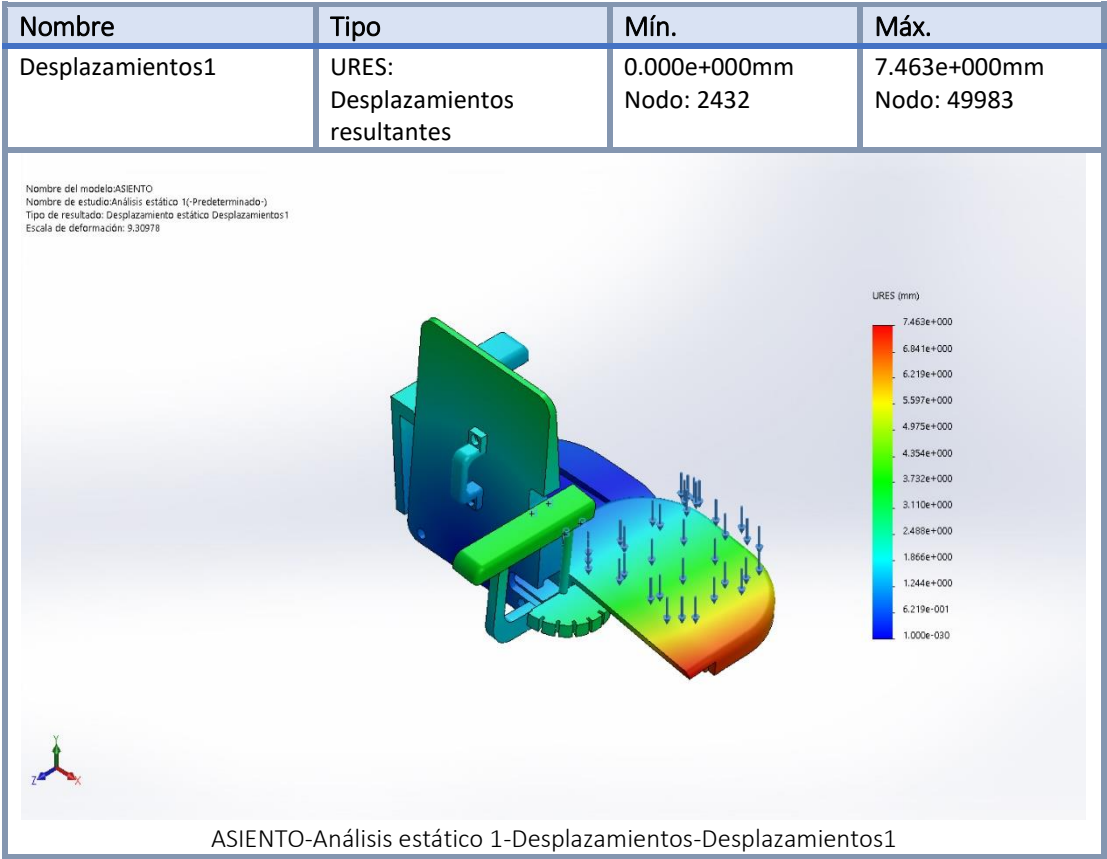 Nombre Tipo Mín. Máx.
Desplazamientos1 URES: 0.000e+000mm 7.463e+000mm
Desplazamientos Nodo: 2432 Nodo: 49983
resultantes
Nombre del modelo:ASIENTO
Nombre de estudio:Análisis estático 1(-Predeterminado-)
Tipo de resultado: Desplazamiento estático Desplazamientos1
Escala de deformación: 9.30978
URES (mm)
7.463e+000
6.841e+000
6.219e+000
5.597e+000
4.975e+000
4.354e+000
3.732e+000
3.110e+000
2.488e+000
1.866e+000
1.244e+000
6.219e-001
1.000e-030
Y
Z
X
ASIENTO-Análisis estático 1-Desplazamientos-Desplazamientos1